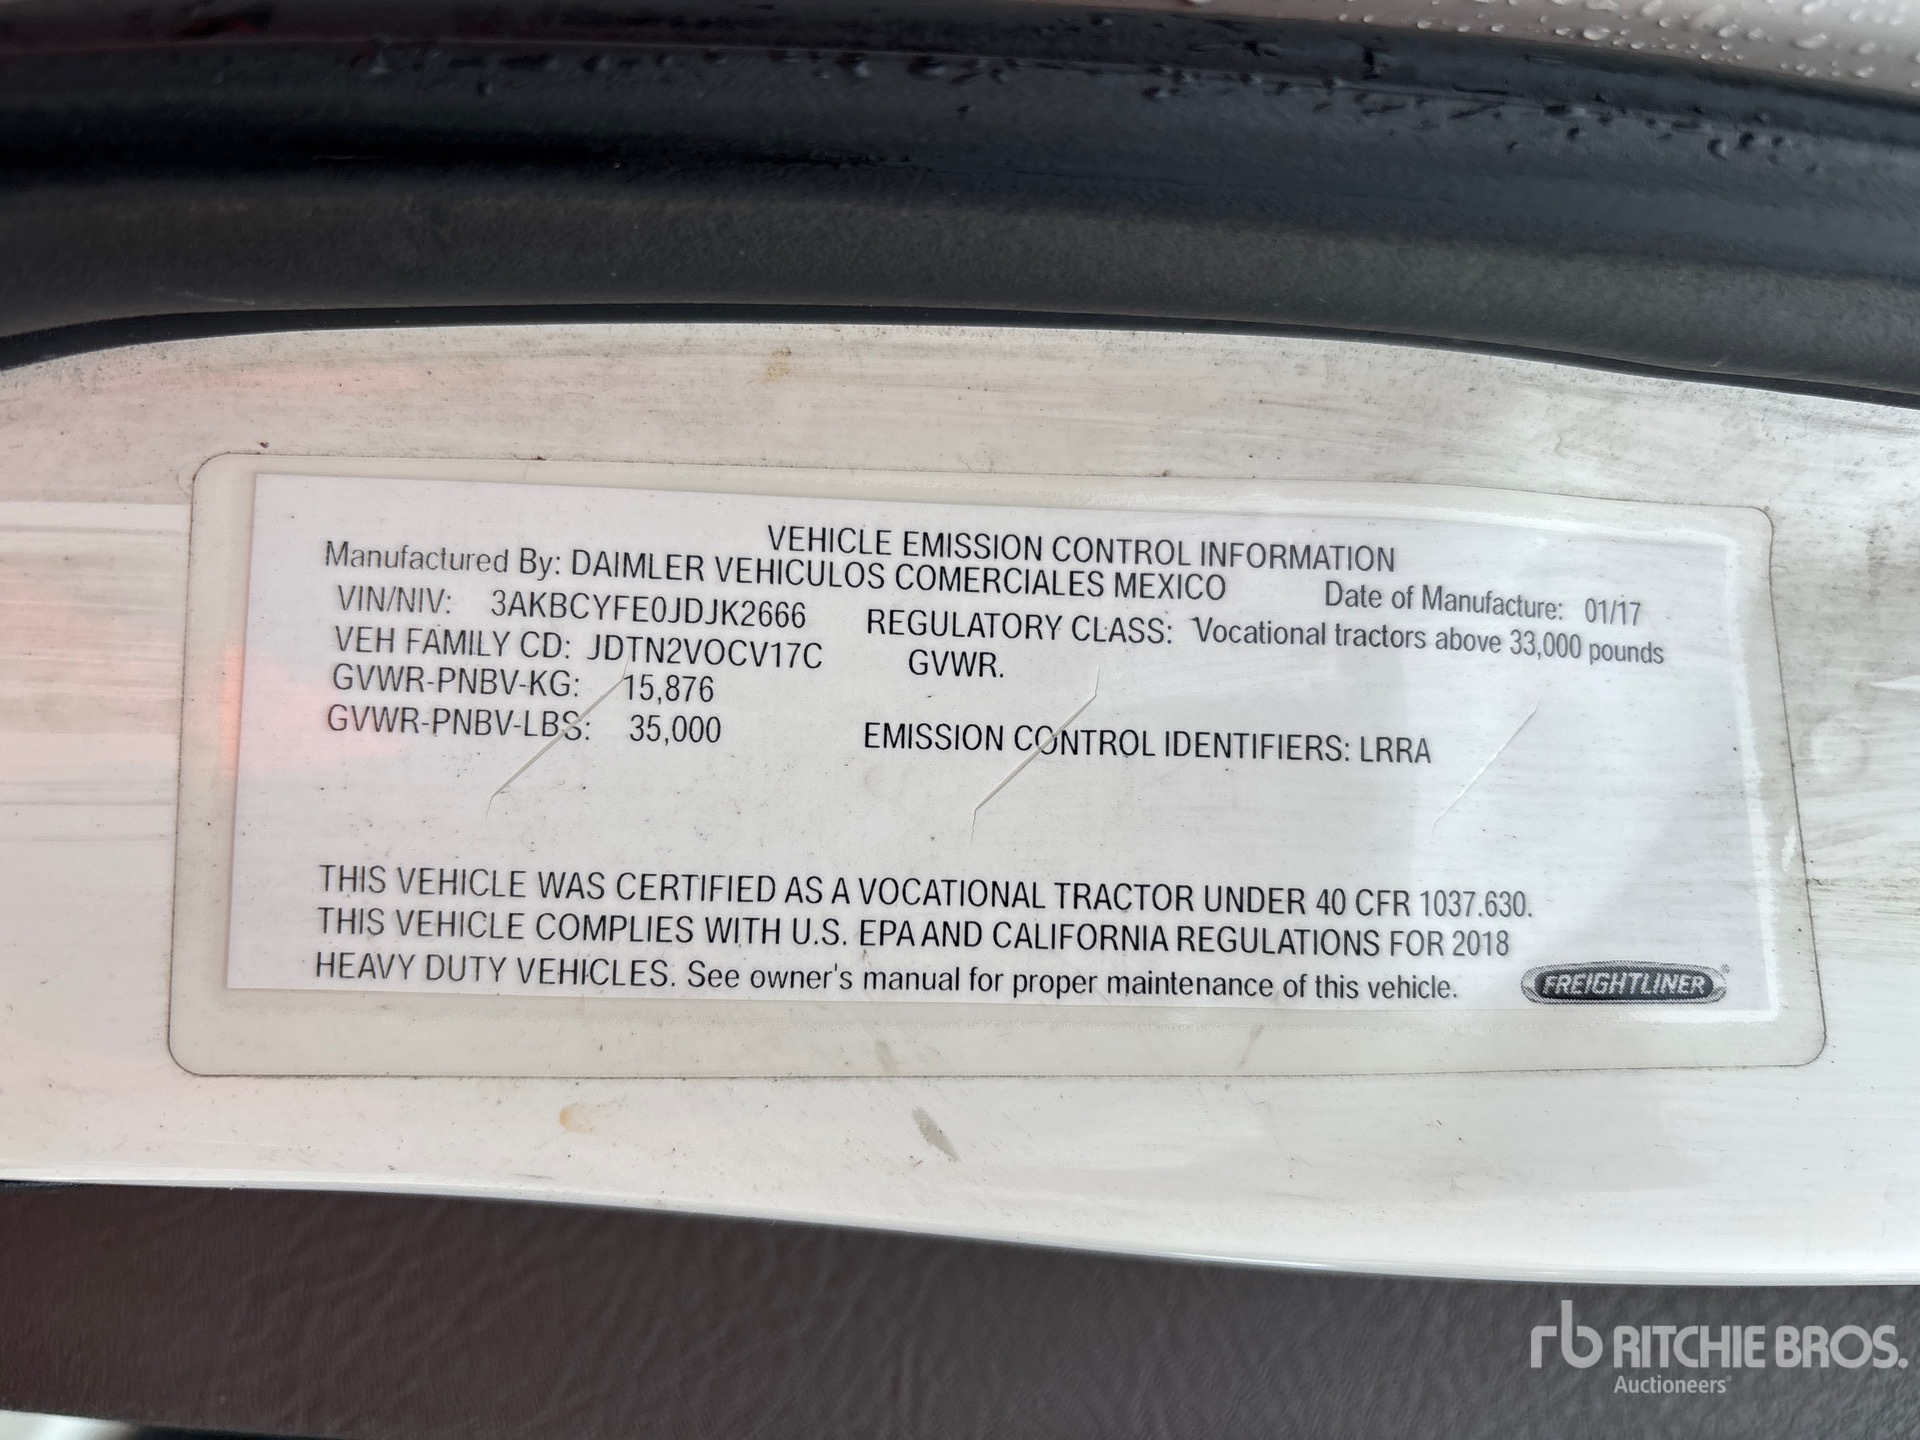 VEHICLE EMISSION CONTROL INFORMATION
Manufactured By: DAIMLER VEHICULOS COMERCIALES MEXICO Date of Manufacture: 01/17
VIN/NIV: 3AKBCYFE0JDJK2666 REGULATORY CLASS: Vocational tractors above 33,000 pounds
VEH FAMILY CD: JDTN2VOCV17C GVWR.
GVWR-PNBV-KG: 15,876
GVWR-PNBV-LBS: 35,000 EMISSION CONTROL IDENTIFIERS: LRRA
THIS VEHICLE WAS CERTIFIED AS A VOCATIONAL TRACTOR UNDER 40 CFR 1037.630.
THIS VEHICLE COMPLIES WITH U.S. EPA AND CALIFORNIA REGULATIONS FOR 2018
HEAVY DUTY VEHICLES. See owner's manual for proper maintenance of this vehicle.
FREIGHTLINER®
rb RITCHIE BROS.
Auctioneers